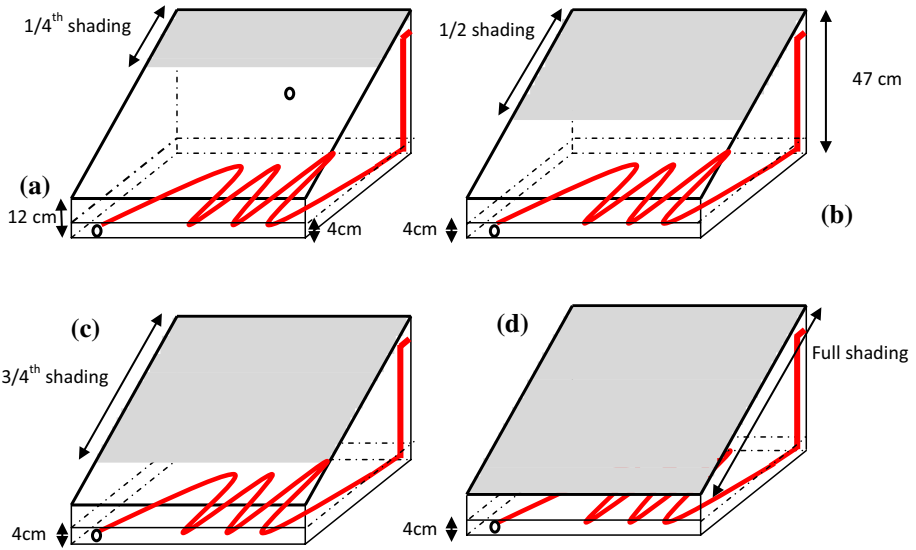 1/4th shading
(a)
12 cm
4cm
1/2 shading
47 cm
(b)
4cm
(c)
3/4th shading
4cm
(d)
Full shading
4cm